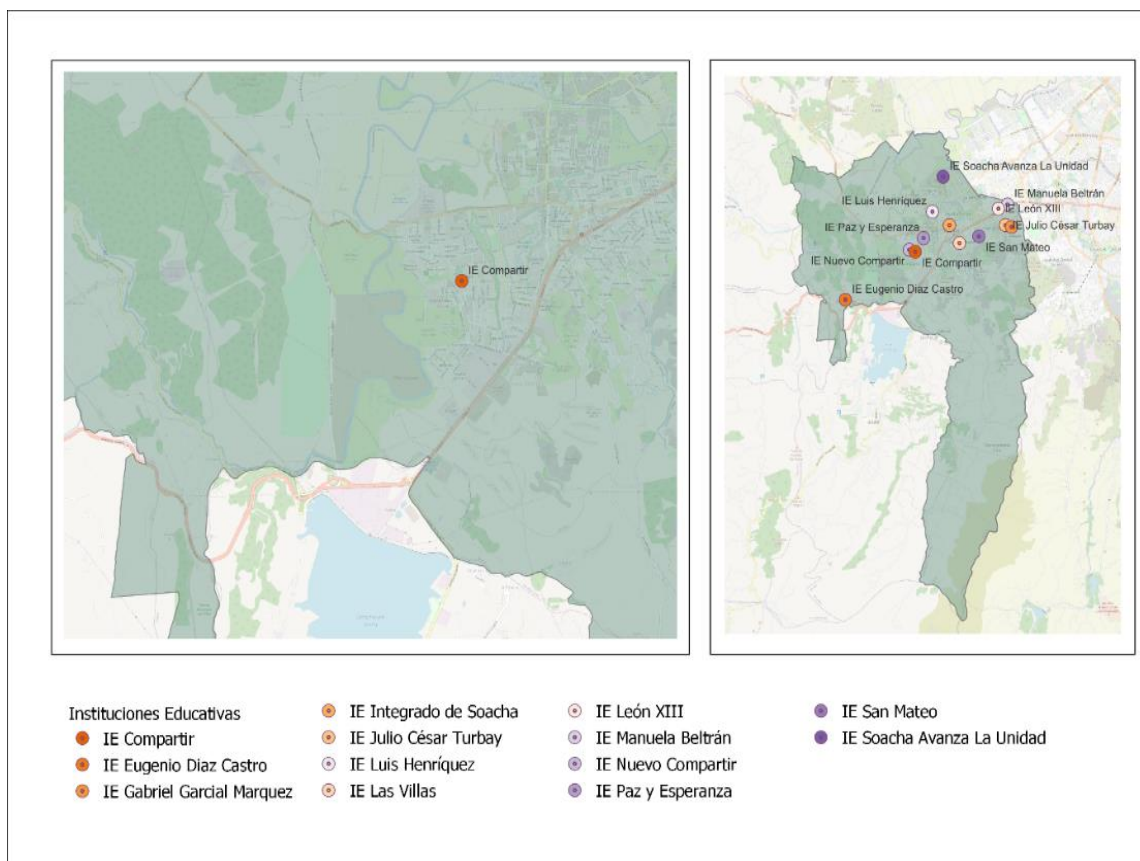 IE Compartir
IE Soacha Avanza La Unidad
IE Manuela Beltrán
IE Luis Henríquez
IE León XIII
IE Paz y Esperanza
IE Julio César Turbay
IE San Mateo
IE Nuevo Compartir
IE Compartir
IE Eugenio Diaz Castro
Instituciones Educativas
IE Compartir
IE Eugenio Diaz Castro
IE Gabriel Garcial Marquez
IE Integrado de Soacha
IE Julio César Turbay
IE Luis Henríquez
IE Las Villas
IE León XIII
IE Manuela Beltrán
IE Nuevo Compartir
IE Paz y Esperanza
IE San Mateo
IE Soacha Avanza La Unidad